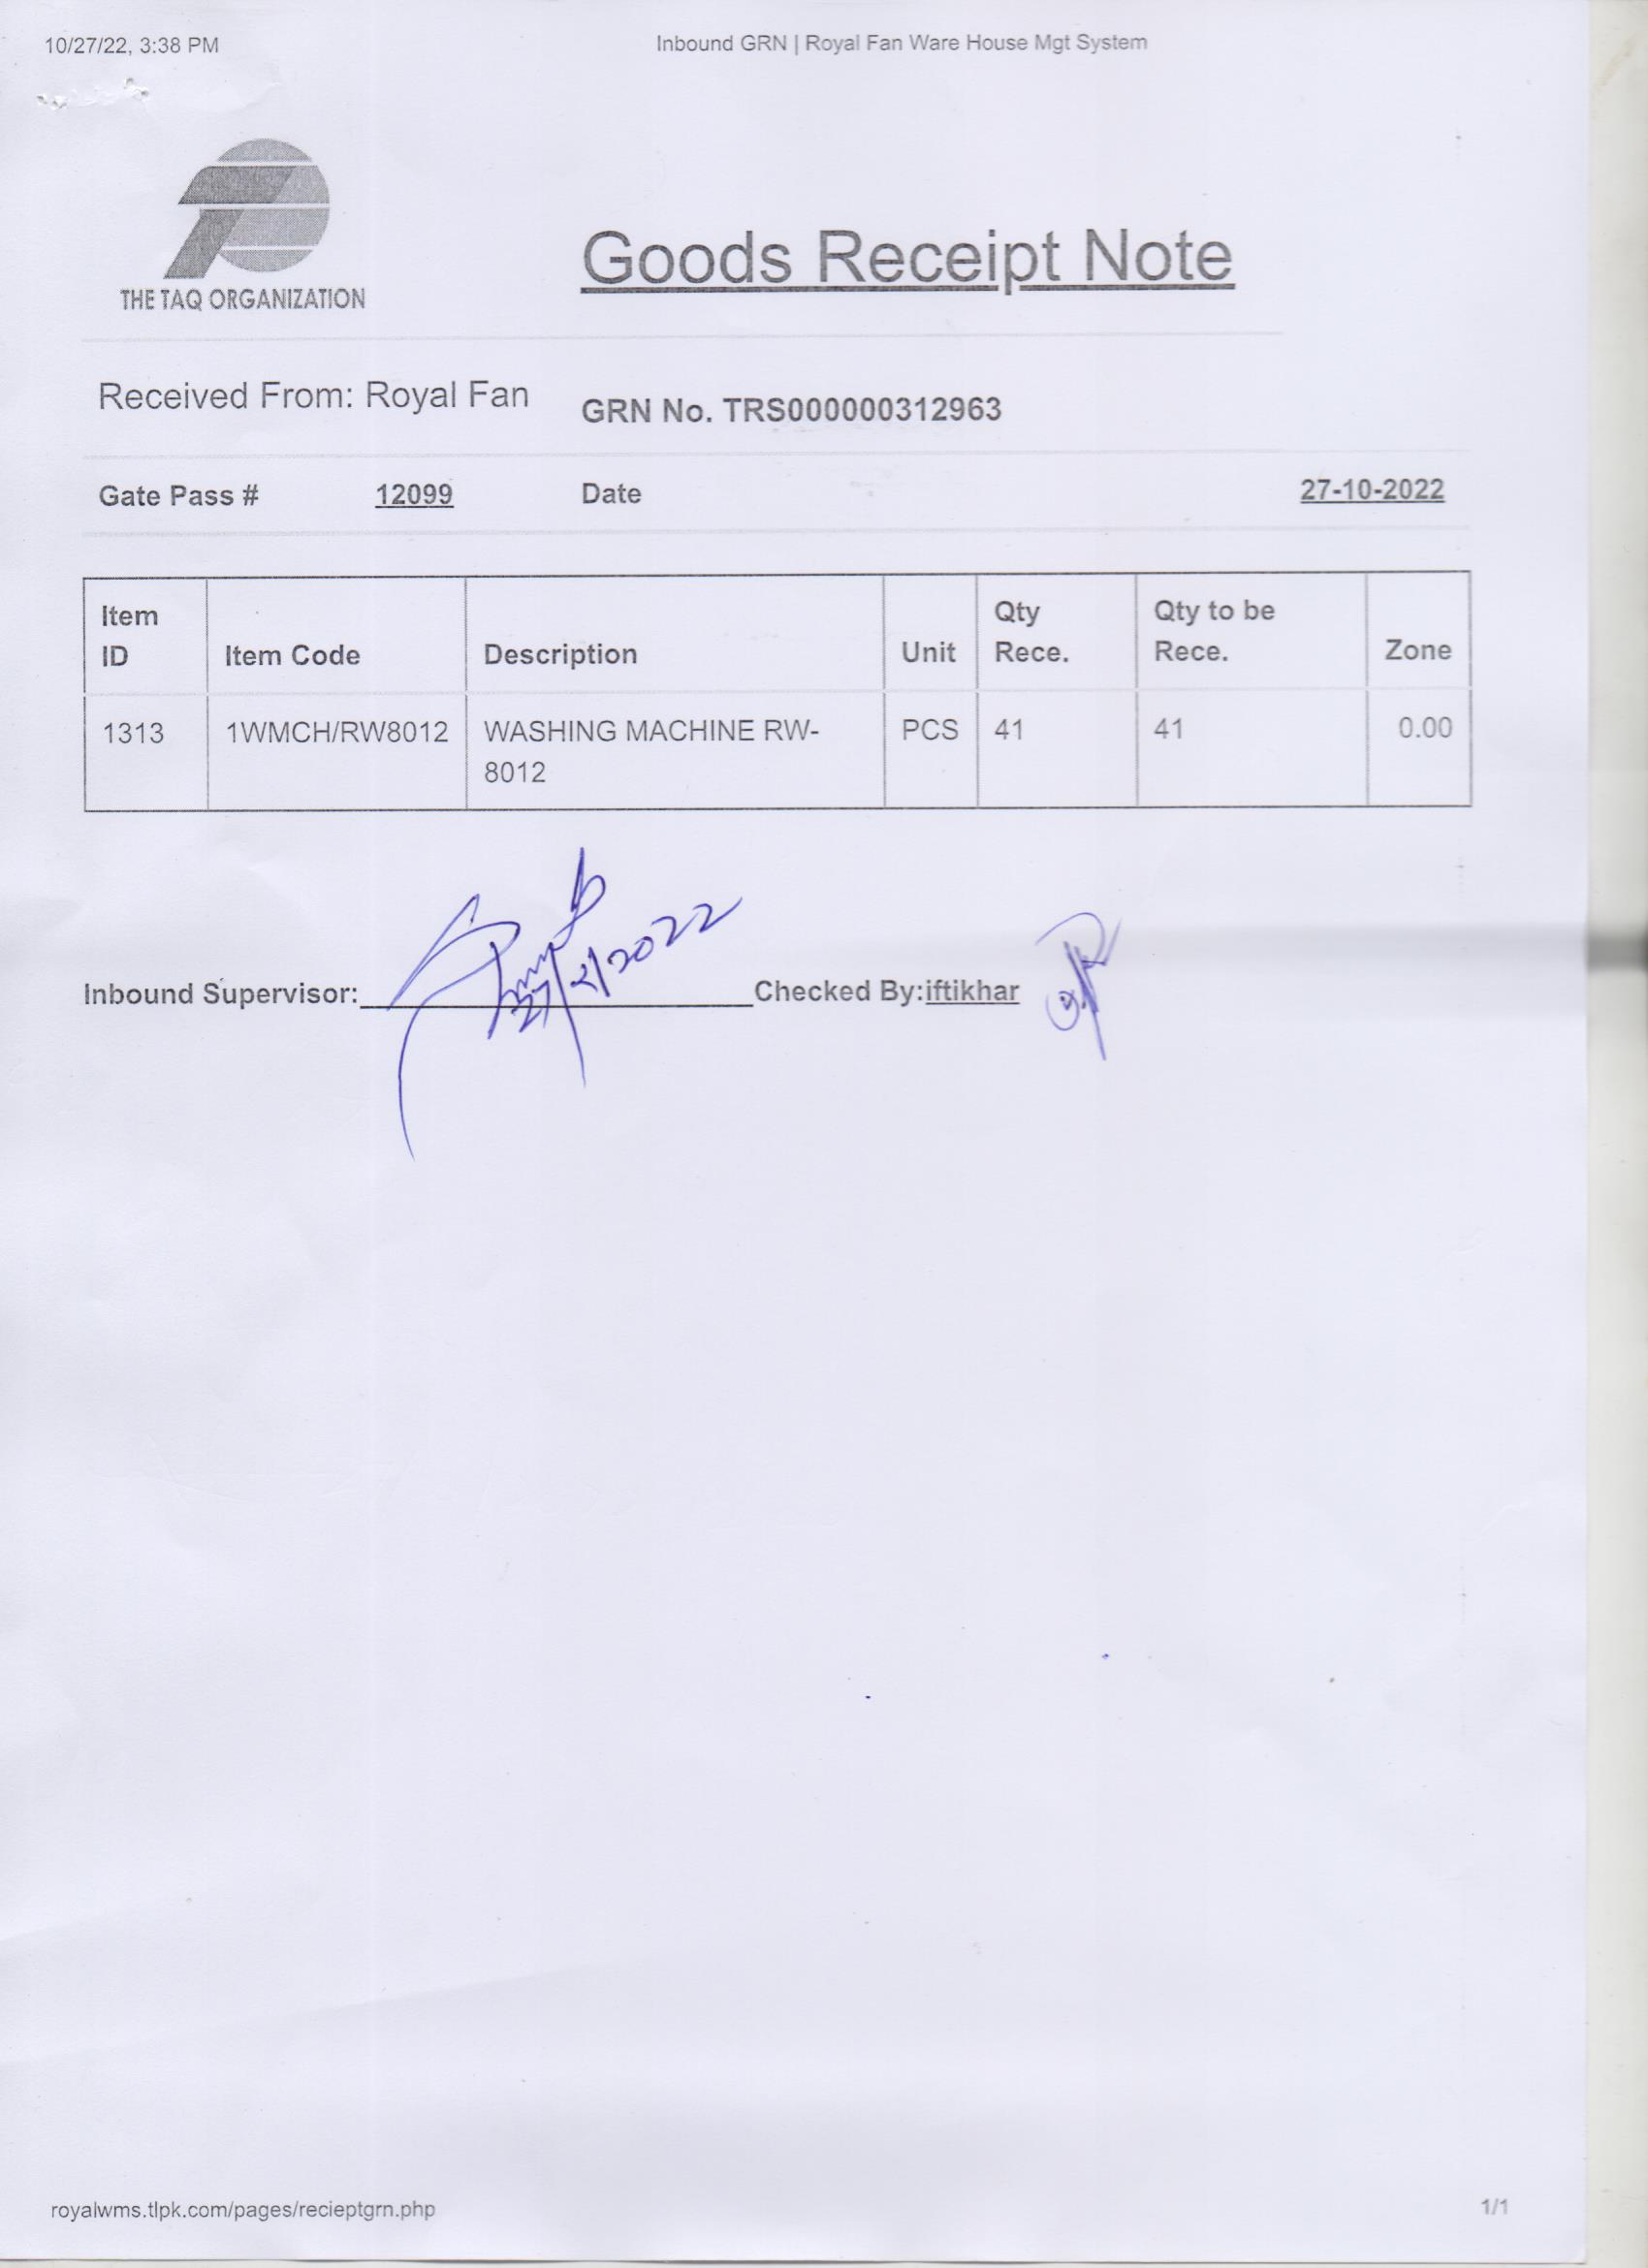 10/27/22, 3:38 PM
Inbound GRN | Royal Fan Ware House Mgt System
THE TAQ ORGANIZATION
Goods Receipt Note
Received From: Royal Fan
GRN No. TRS000000312963
Gate Pass # 12099 Date 27-10-2022
Item ID Item Code Description Unit Qty Rece. Qty to be Rece. Zone
1313 1WMCH/RW8012 WASHING MACHINE RW- PCS 41 41 0.00
8012
Inbound Supervisor: Checked By:iftikhar
royalwms.tlpk.com/pages/recieptgrn.php
1/1